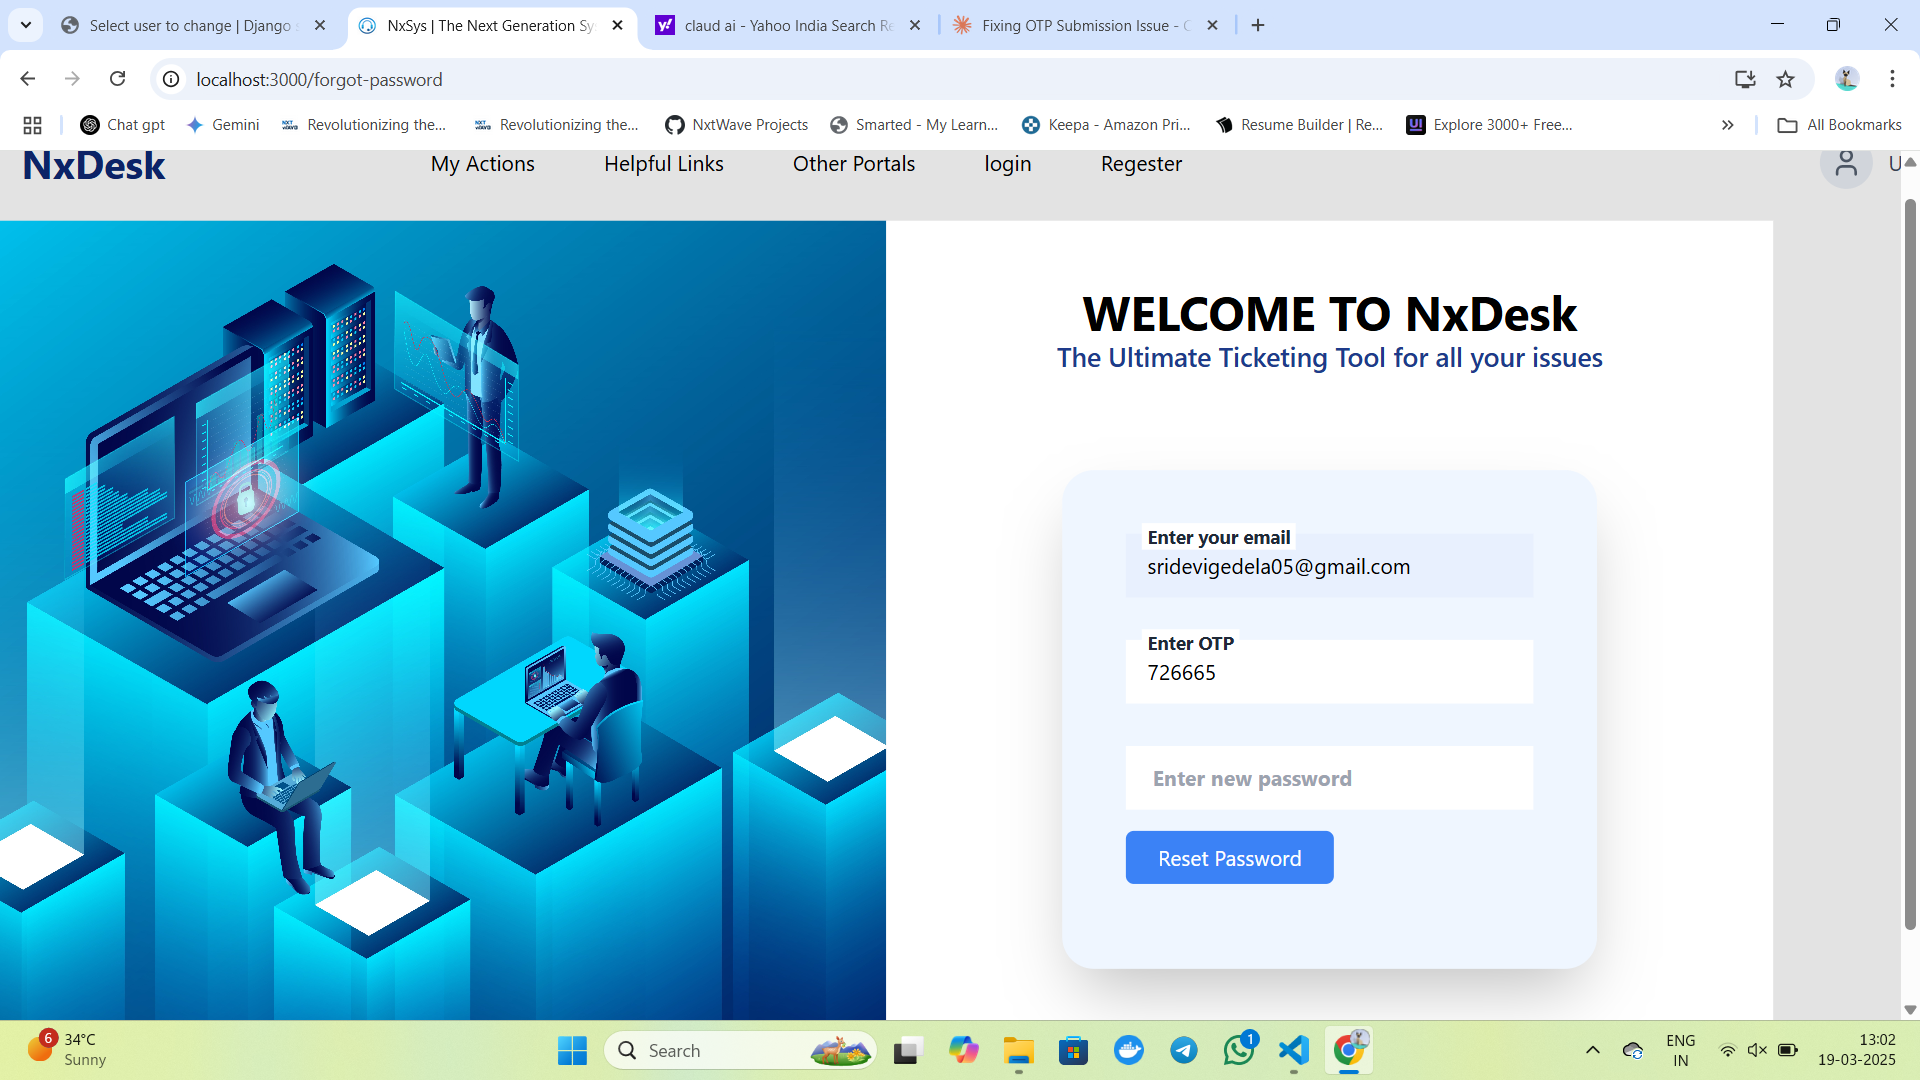 Select user to change | Django s
NxSys | The Next Generation Sys
claud ai - Yahoo India Search Re
Fixing OTP Submission Issue - C
localhost:3000/forgot-password
Chat gpt
Gemini
Revolutionizing the...
Revolutionizing the...
NxtWave Projects
Smarted - My Learn...
Keepa - Amazon Pri...
Resume Builder | Re...
UI
Explore 3000+ Free...
All Bookmarks
NxDesk
My Actions
Helpful Links
Other Portals
login
Regester
U
WELCOME TO NxDesk
The Ultimate Ticketing Tool for all your issues
Enter your email
sridevigedela05@gmail.com
Enter OTP
726665
Enter new password
Reset Password
6
34°C
Sunny
Search
1
ENG
IN
13:02
19-03-2025